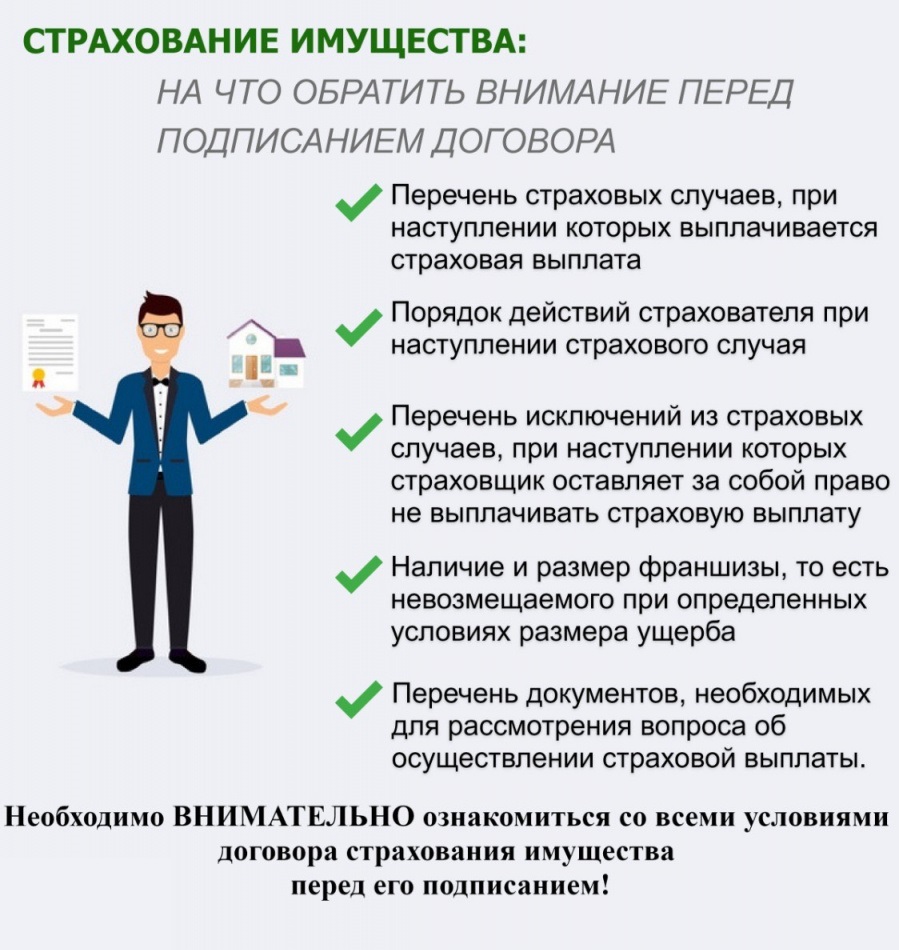 СТРАХОВАНИЕ ИМУЩЕСТВА:
НА ЧТО ОБРАТИТЬ ВНИМАНИЕ ПЕРЕД
ПОДПИСАНИЕМ ДОГОВОРА
Перечень страховых случаев, при
наступлении которых выплачивается
страховая выплата
Порядок действий страхователя при
наступлении страхового случая
Перечень исключений из страховых
случаев, при наступлении которых
страховщик оставляет за собой право
не выплачивать страховую выплату
Наличие и размер франшизы, то есть
невозмещаемого при определенных
условиях размера ущерба
Перечень документов, необходимых
для рассмотрения вопроса об
осуществлении страховой выплаты.
Необходимо ВНИМАТЕЛЬНО ознакомиться со всеми условиями
договора страхования имущества
перед его подписанием!